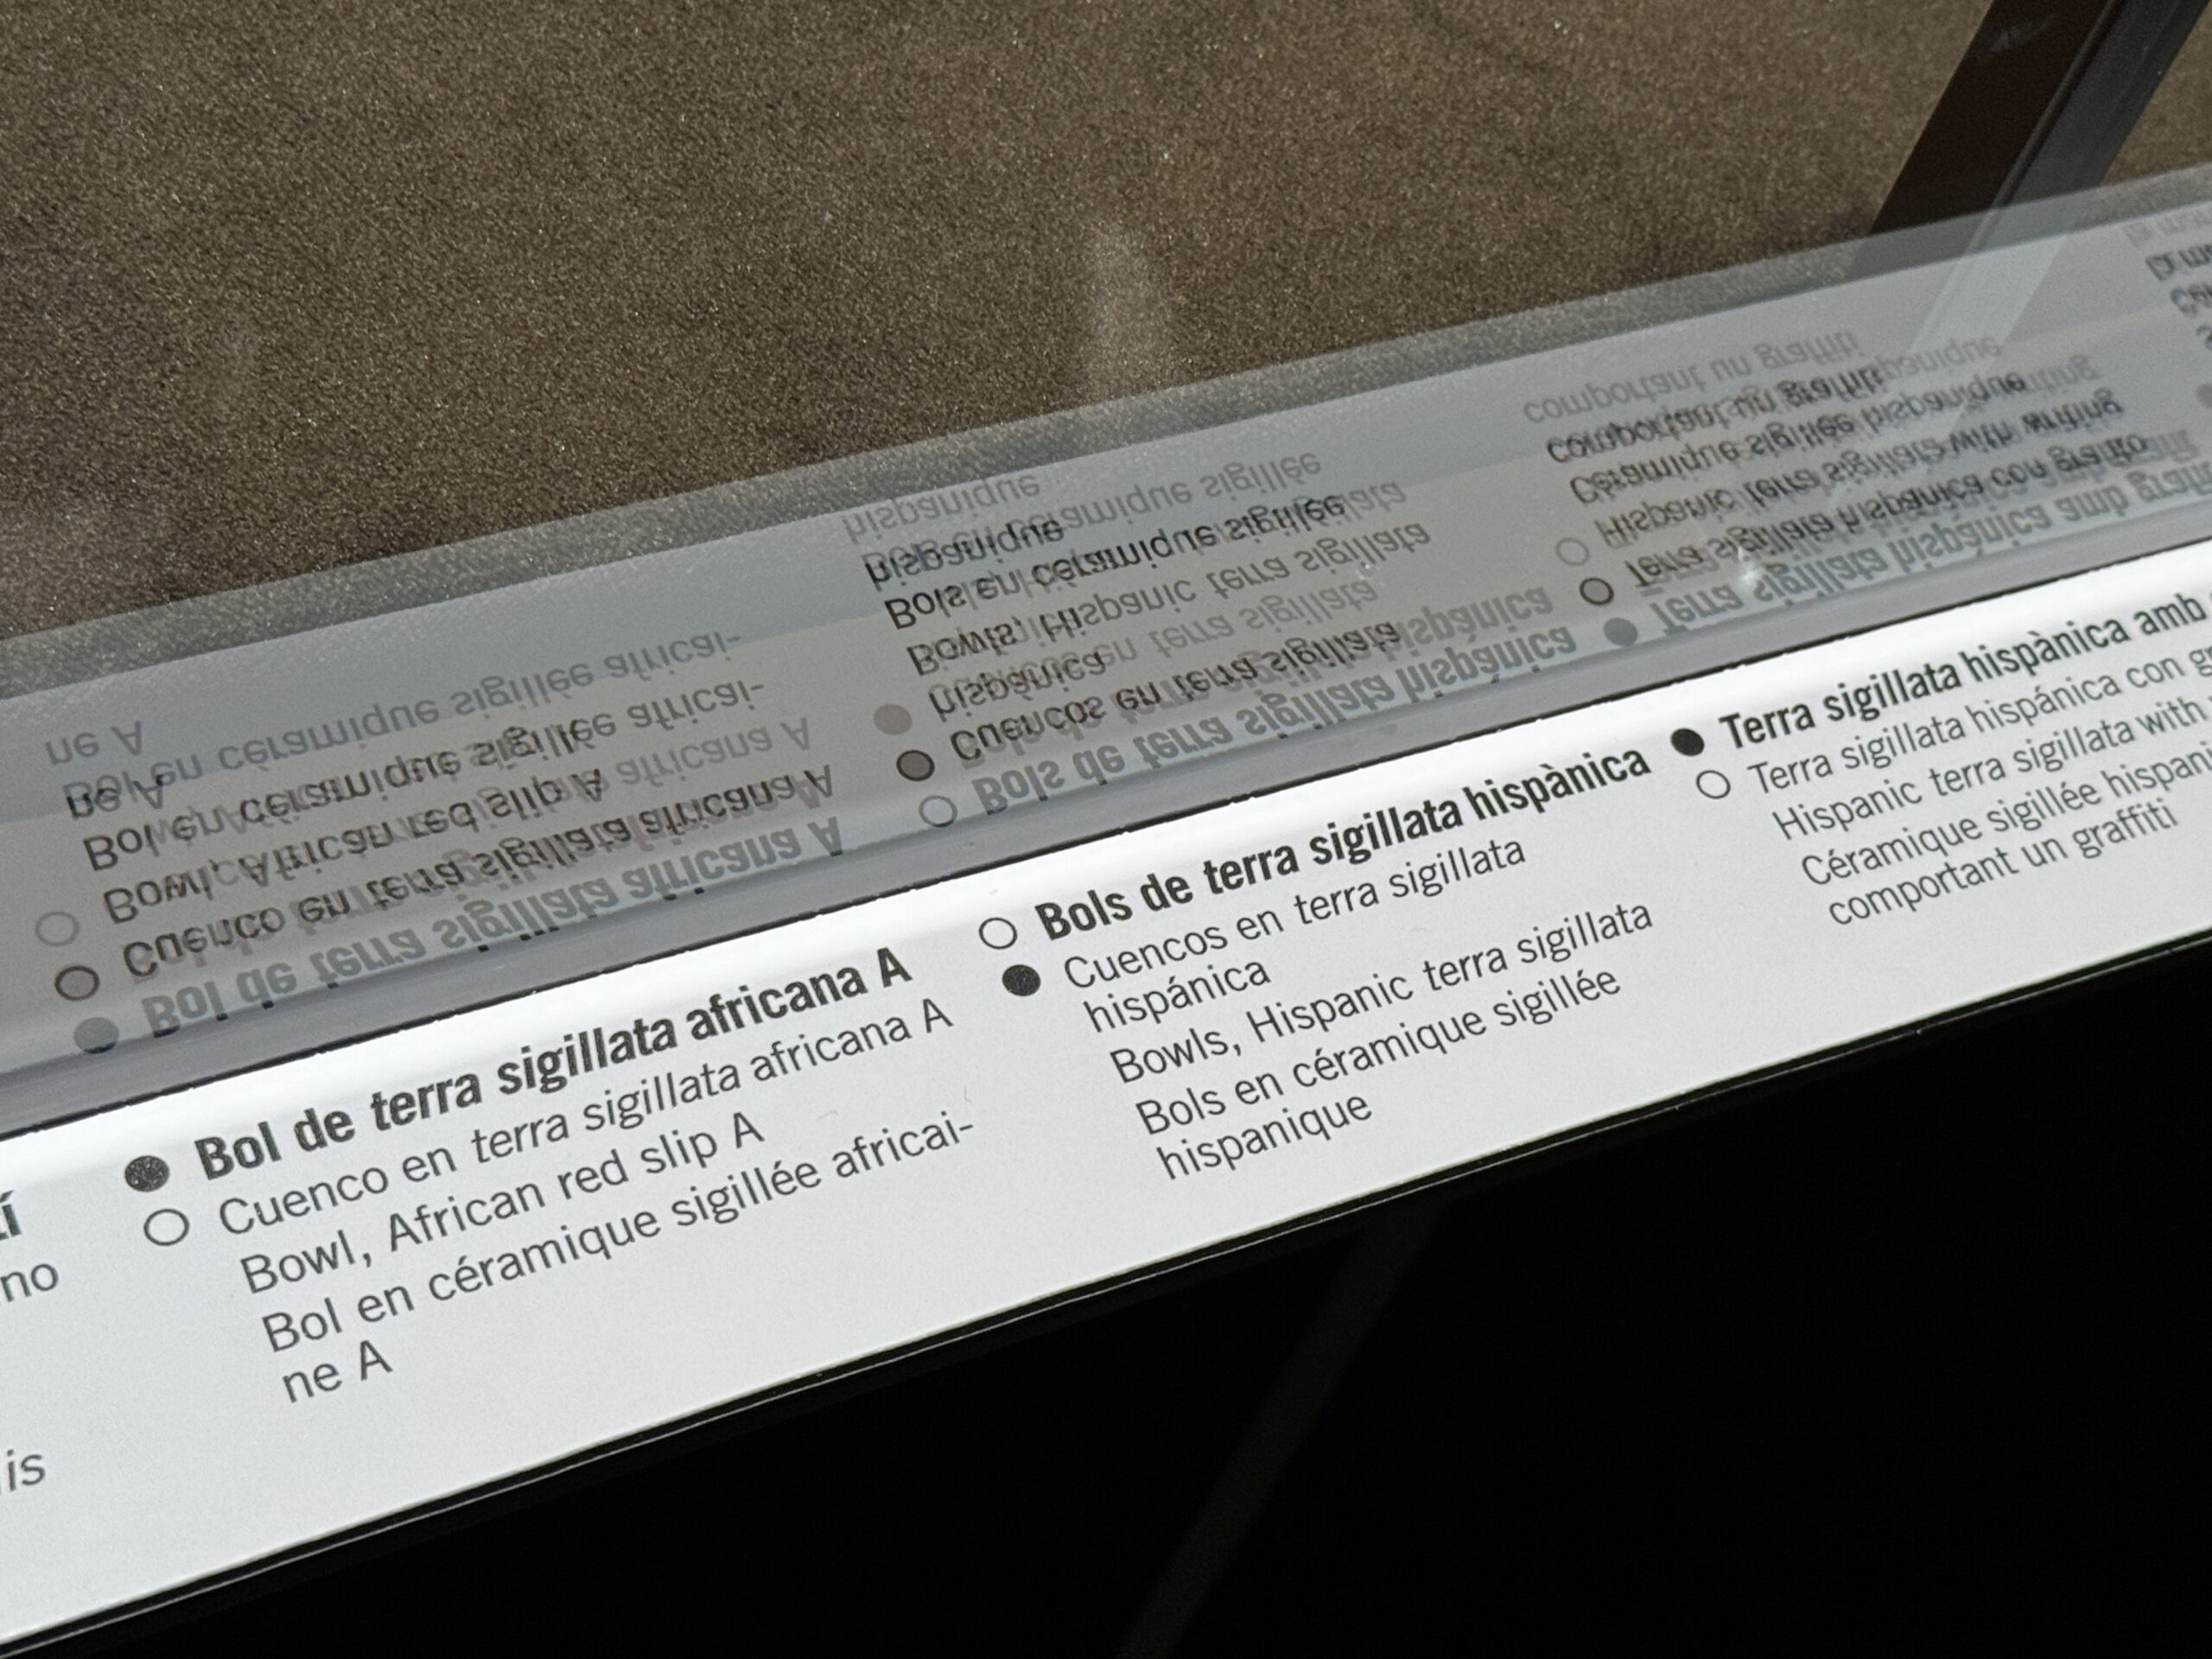 Bol de terra sigillata africana A
Cuenco en terra sigillata africana A
Bowl, African red slip A
Bol en céramique sigillée africai-
ne A
Bols de terra sigillata hispànica
Cuencos en terra sigillata
hispánica
Bowls, Hispanic terra sigillata
Bols en céramique sigillée
hispanique
Terra sigillata hispànica amb
Terra sigillata hispánica con
Hispanic terra sigillata with
Céramique sigillée
comportant un graffiti